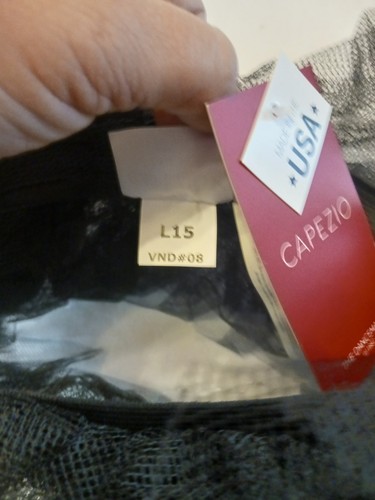 USA
CAPEZIO
L15
VND#08